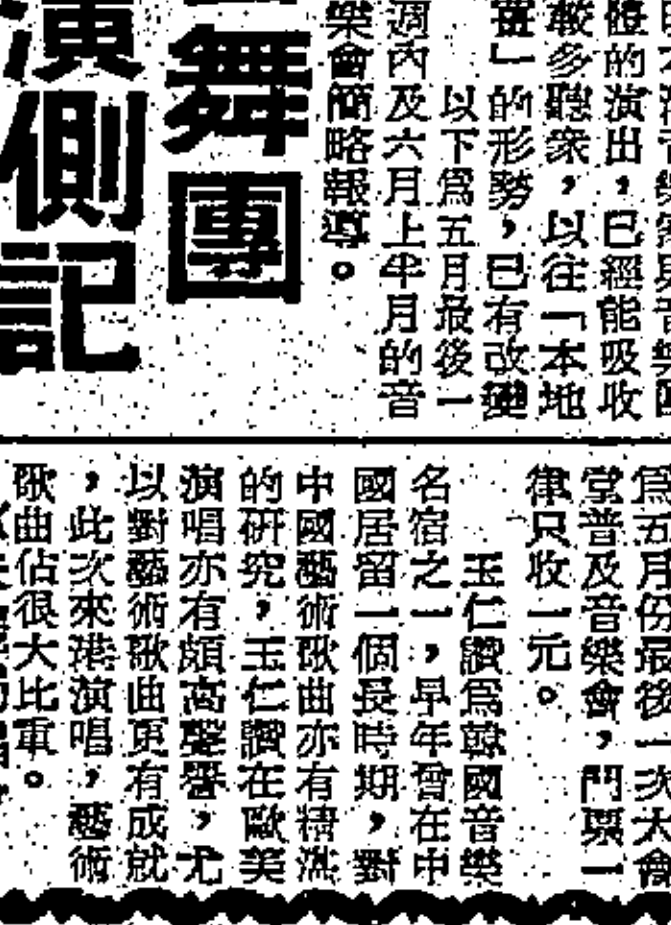 體的演出，已經能吸收
較多聽衆，以往「本地
薑」的形勢，已有改變
以下爲五月最後一
週內及六月上半月的音
樂會簡略報導。
舞團
演側記
爲五月份最後一次大會
堂普及音樂會，門票一
律只收一元。
玉仁讚爲韓國音樂
名宿之一，早年曾在中
國居留一個長時期，對
中國藝術歌曲亦有精湛
的研究，玉仁讚在歐美
演唱亦有頗高聲譽，尤
以對藝術歌曲更有成就
，此次來港演唱，藝術
歌曲佔很大比重。